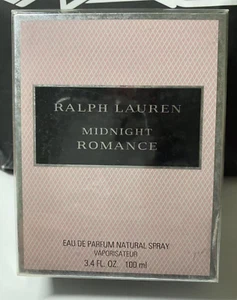 RALPH LAUREN
MIDNIGHT
ROMANCE
EAU DE PARFUM NATURAL SPRAY
VAPORISATEUR
3.4 FL. OZ. 100 ml